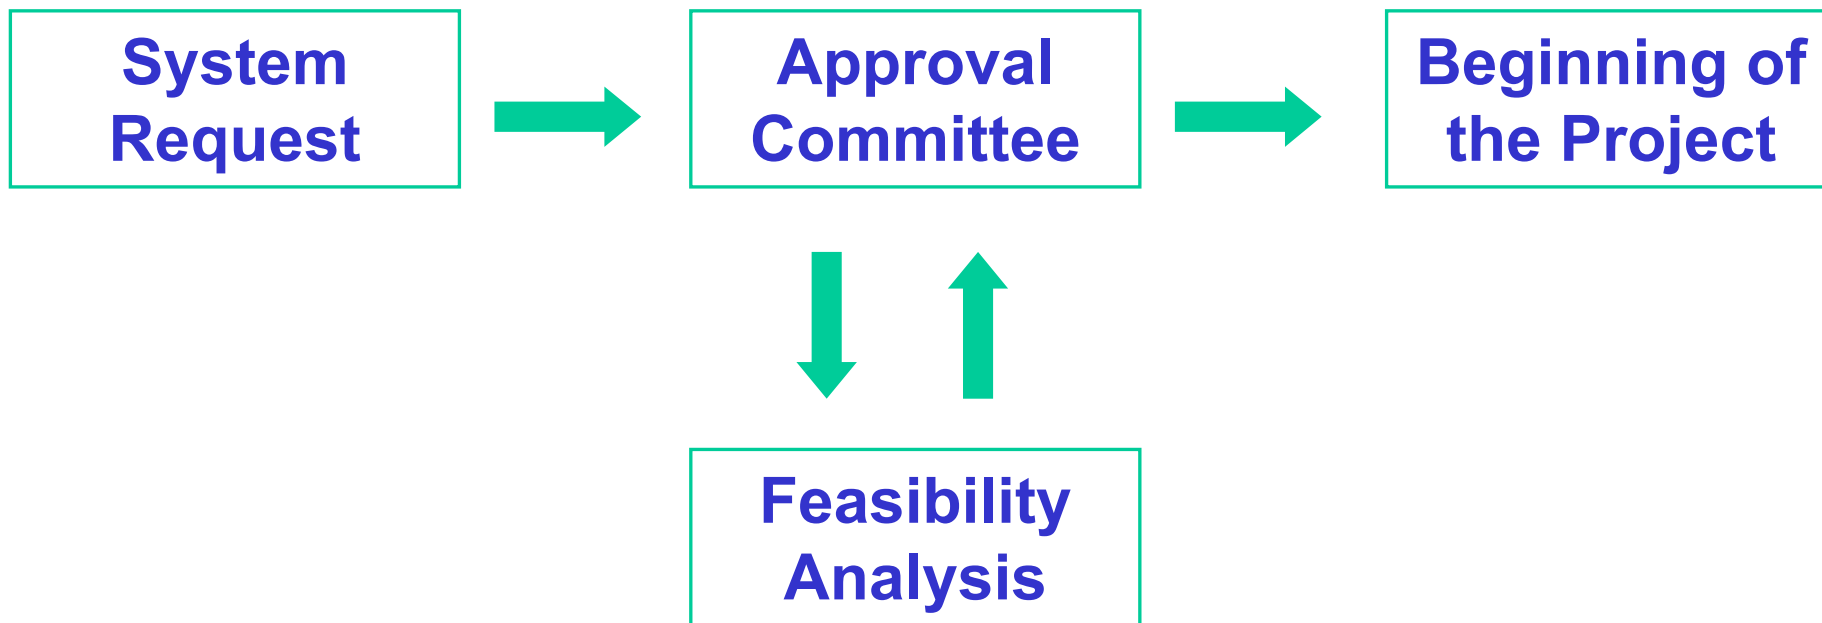 System
Request
Approval
Committee
Beginning of
the Project
Feasibility
Analysis